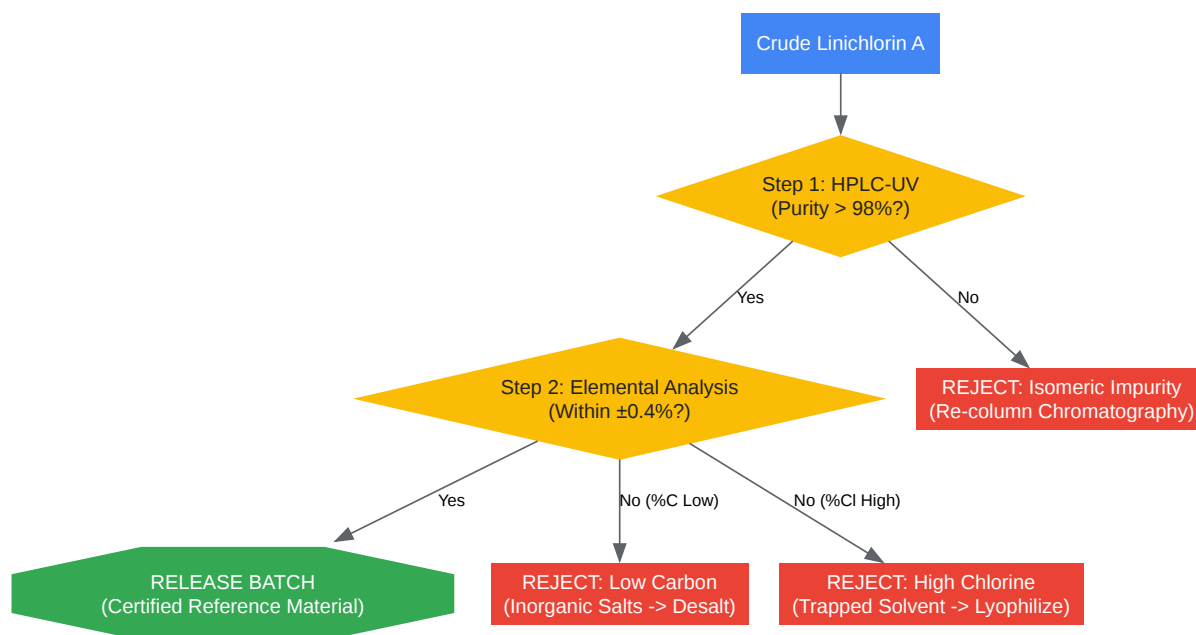 Crude Linichlorin A
Step 1: HPLC-UV
(Purity > 98%?)
Yes
No
Step 2: Elemental Analysis
(Within ±0.4%?)
REJECT: Isomeric Impurity
(Re-column Chromatography)
Yes
No (%C Low)
No (%Cl High)
RELEASE BATCH
(Certified Reference Material)
REJECT: Low Carbon
(Inorganic Salts -> Desalt)
REJECT: High Chlorine
(Trapped Solvent -> Lyophilize)